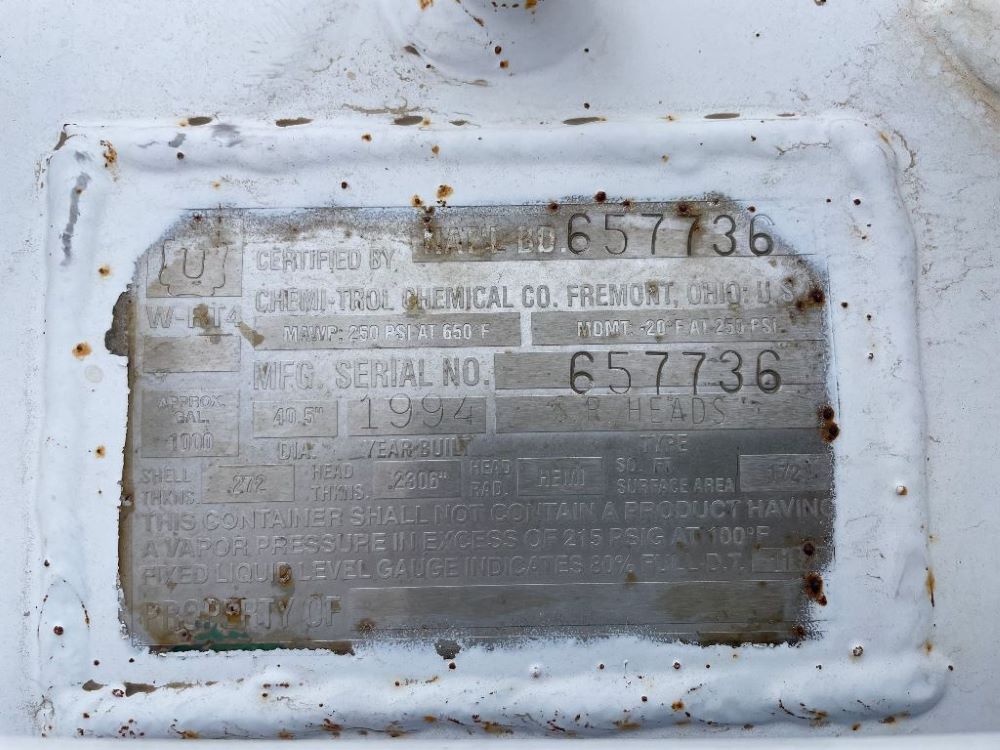 U
NAT'L BD. 657736
CERTIFIED BY
CHEMI-TROL CHEMICAL CO. FREMONT, OHIO: U.S.
MAWP: 250 PSI AT 650°F MDMT. -20°F AT 250 PSI.
MFG. SERIAL NO. 657736
APPROX. GAL. 1000
40.5" DIA.
1994 YEAR BUILT
HEADS TYPE
SHELL THKNS. .272 HEAD THKNS. HEAD RAD. HEMI SQ. FT SURFACE AREA 172
THIS CONTAINER SHALL NOT CONTAIN A PRODUCT HAVING
A VAPOR PRESSURE IN EXCESS OF 215 PSIG AT 100°F
FIXED LIQUID LEVEL GAUGE INDICATES 80% FULL-D.T.
PROPERTY OF